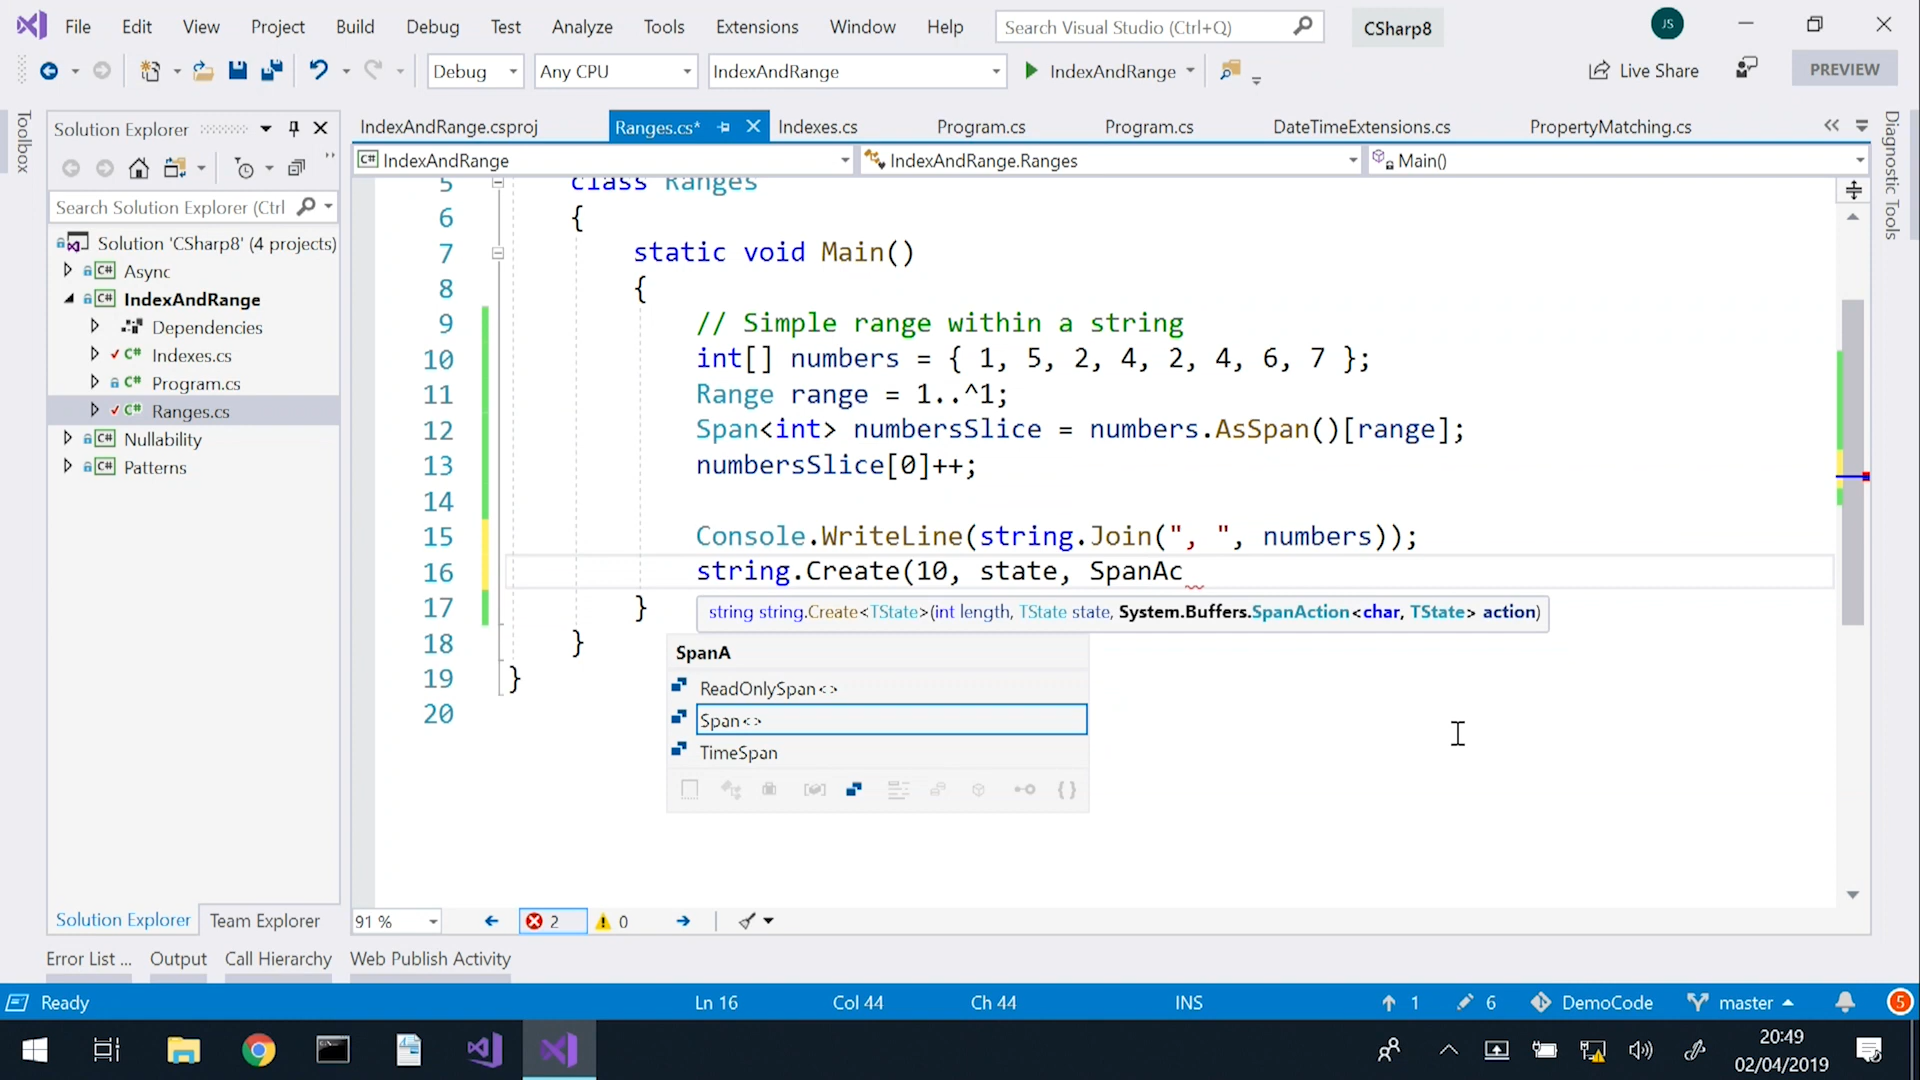 File Edit View Project Build Debug Test Analyze Tools Extensions Window Help Search Visual Studio (Ctrl+Q) CSharp8 JS
Debug Any CPU IndexAndRange IndexAndRange Live Share PREVIEW
Toolbox
Solution Explorer
Search Solution Explorer (Ctrl
Solution 'CSharp8' (4 projects)
C# Async
C# IndexAndRange
Dependencies
C# Indexes.cs
C# Program.cs
C# Ranges.cs
C# Nullability
C# Patterns
Solution Explorer Team Explorer
IndexAndRange.csproj Ranges.cs* Indexes.cs Program.cs Program.cs DateTimeExtensions.cs PropertyMatching.cs
C# IndexAndRange IndexAndRange.Ranges Main()
Diagnostic Tools
5 class Ranges
6 {
7 static void Main()
8 {
9 // Simple range within a string
10 int[] numbers = { 1, 5, 2, 4, 2, 4, 6, 7 };
11 Range range = 1..^1;
12 Span<int> numbersSlice = numbers.AsSpan()[range];
13 numbersSlice[0]++;
14
15 Console.WriteLine(string.Join(", ", numbers));
16 string.Create(10, state, SpanAc
17 }
string string.Create<TState>(int length, TState state, System.Buffers.SpanAction<char, TState> action)
18 }
19 }
20
SpanA
ReadOnlySpan<>
Span<>
TimeSpan
91 % 2 0
Error List ... Output Call Hierarchy Web Publish Activity
Ready Ln 16 Col 44 Ch 44 INS 1 6 DemoCode master 5
20:49
02/04/2019